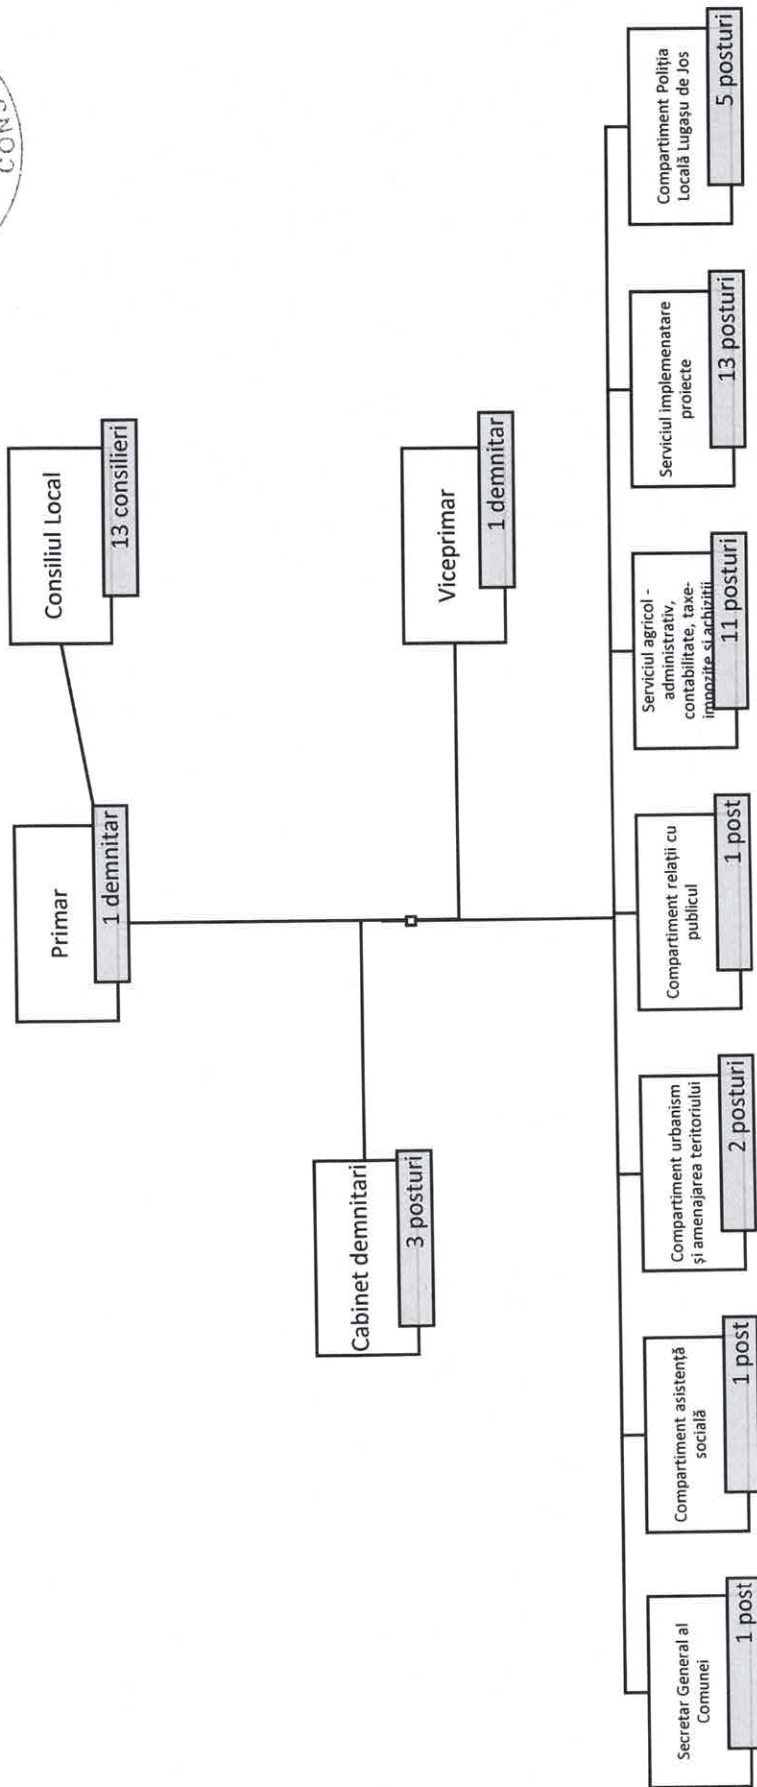 CONS
Consiliul Local
13 consilieri
Primar
1 demnitar
Viceprimar
1 demnitar
Cabinet demnitari
3 posturi
Secretar General al
Comunei
1 post
Compartiment asistență
socială
1 post
Compartiment urbanism
și amenajarea teritoriului
2 posturi
Compartiment relații cu
publicul
1 post
Serviciul agricol -
administrativ,
contabilitate, taxe-
impozite și achiziții
11 posturi
Serviciul implemenatare
proiecte
13 posturi
Compartiment Poliția
Locală Lugașu de Jos
5 posturi